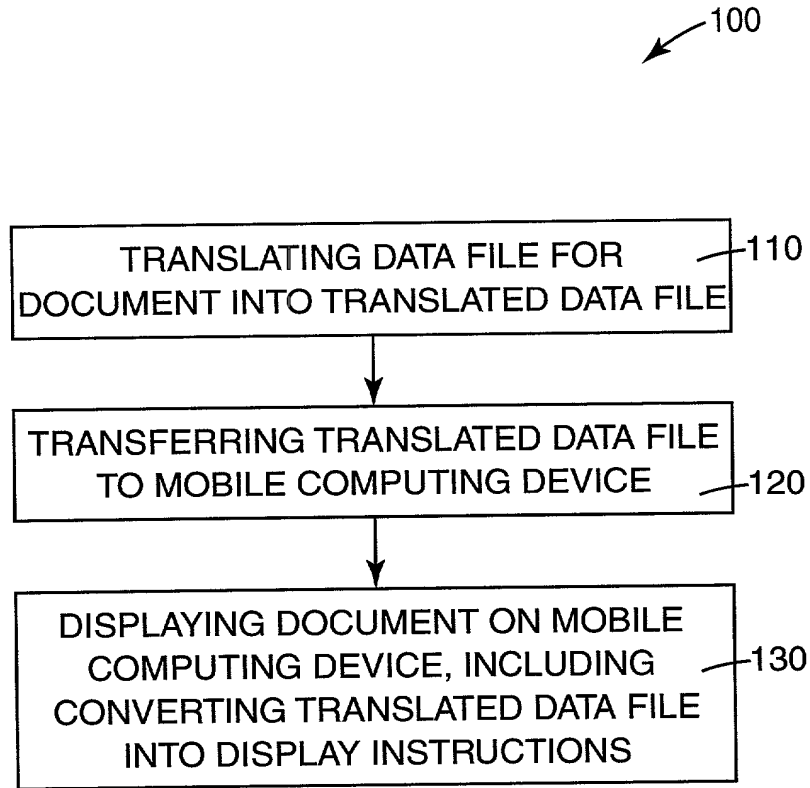 100
TRANSLATING DATA FILE FOR
DOCUMENT INTO TRANSLATED DATA FILE
110
TRANSFERRING TRANSLATED DATA FILE
TO MOBILE COMPUTING DEVICE
120
DISPLAYING DOCUMENT ON MOBILE
COMPUTING DEVICE, INCLUDING
CONVERTING TRANSLATED DATA FILE
INTO DISPLAY INSTRUCTIONS
130